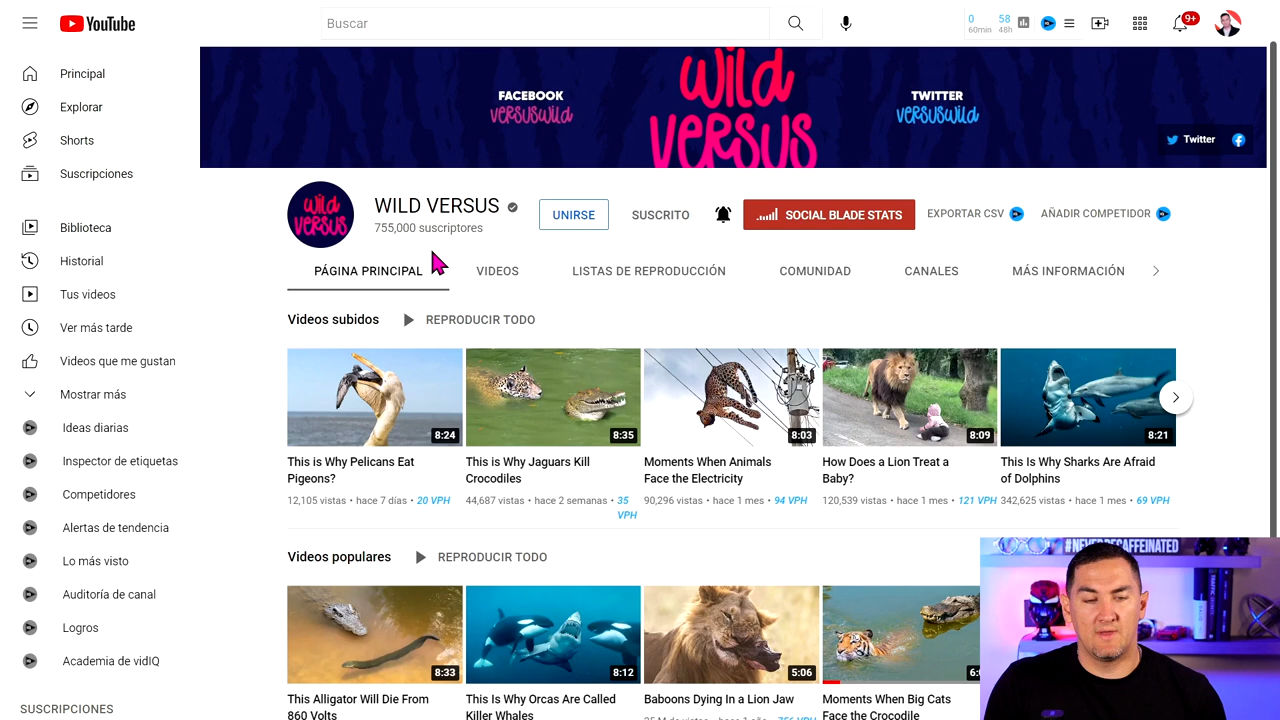 YouTube
Buscar
0 58
60min 48h
9+
Principal
Explorar
Shorts
Suscripciones
Biblioteca
Historial
Tus videos
Ver más tarde
Videos que me gustan
Mostrar más
Ideas diarias
Inspector de etiquetas
Competidores
Alertas de tendencia
Lo más visto
Auditoría de canal
Logros
Academia de vidIQ
SUSCRIPCIONES
FACEBOOK
versuswild
wild
versus
TWITTER
versuswild
Twitter
wild
versus
WILD VERSUS
755,000 suscriptores
UNIRSE
SUSCRITO
SOCIAL BLADE STATS
EXPORTAR CSV
AÑADIR COMPETIDOR
PÁGINA PRINCIPAL
VIDEOS
LISTAS DE REPRODUCCIÓN
COMUNIDAD
CANALES
MÁS INFORMACIÓN
Videos subidos
REPRODUCIR TODO
8:24
This is Why Pelicans Eat
Pigeons?
12,105 vistas • hace 7 días • 20 VPH
8:35
This is Why Jaguars Kill
Crocodiles
44,687 vistas • hace 2 semanas • 35
VPH
8:03
Moments When Animals
Face the Electricity
90,296 vistas • hace 1 mes • 94 VPH
8:09
How Does a Lion Treat a
Baby?
120,539 vistas • hace 1 mes • 121 VPH
8:21
This Is Why Sharks Are Afraid
of Dolphins
342,625 vistas • hace 1 mes • 69 VPH
Videos populares
REPRODUCIR TODO
8:33
This Alligator Will Die From
860 Volts
8:12
This Is Why Orcas Are Called
Killer Whales
5:06
Baboons Dying In a Lion Jaw
Moments When Big Cats
Face the Crocodile
#NEVERDECAFFEINATED